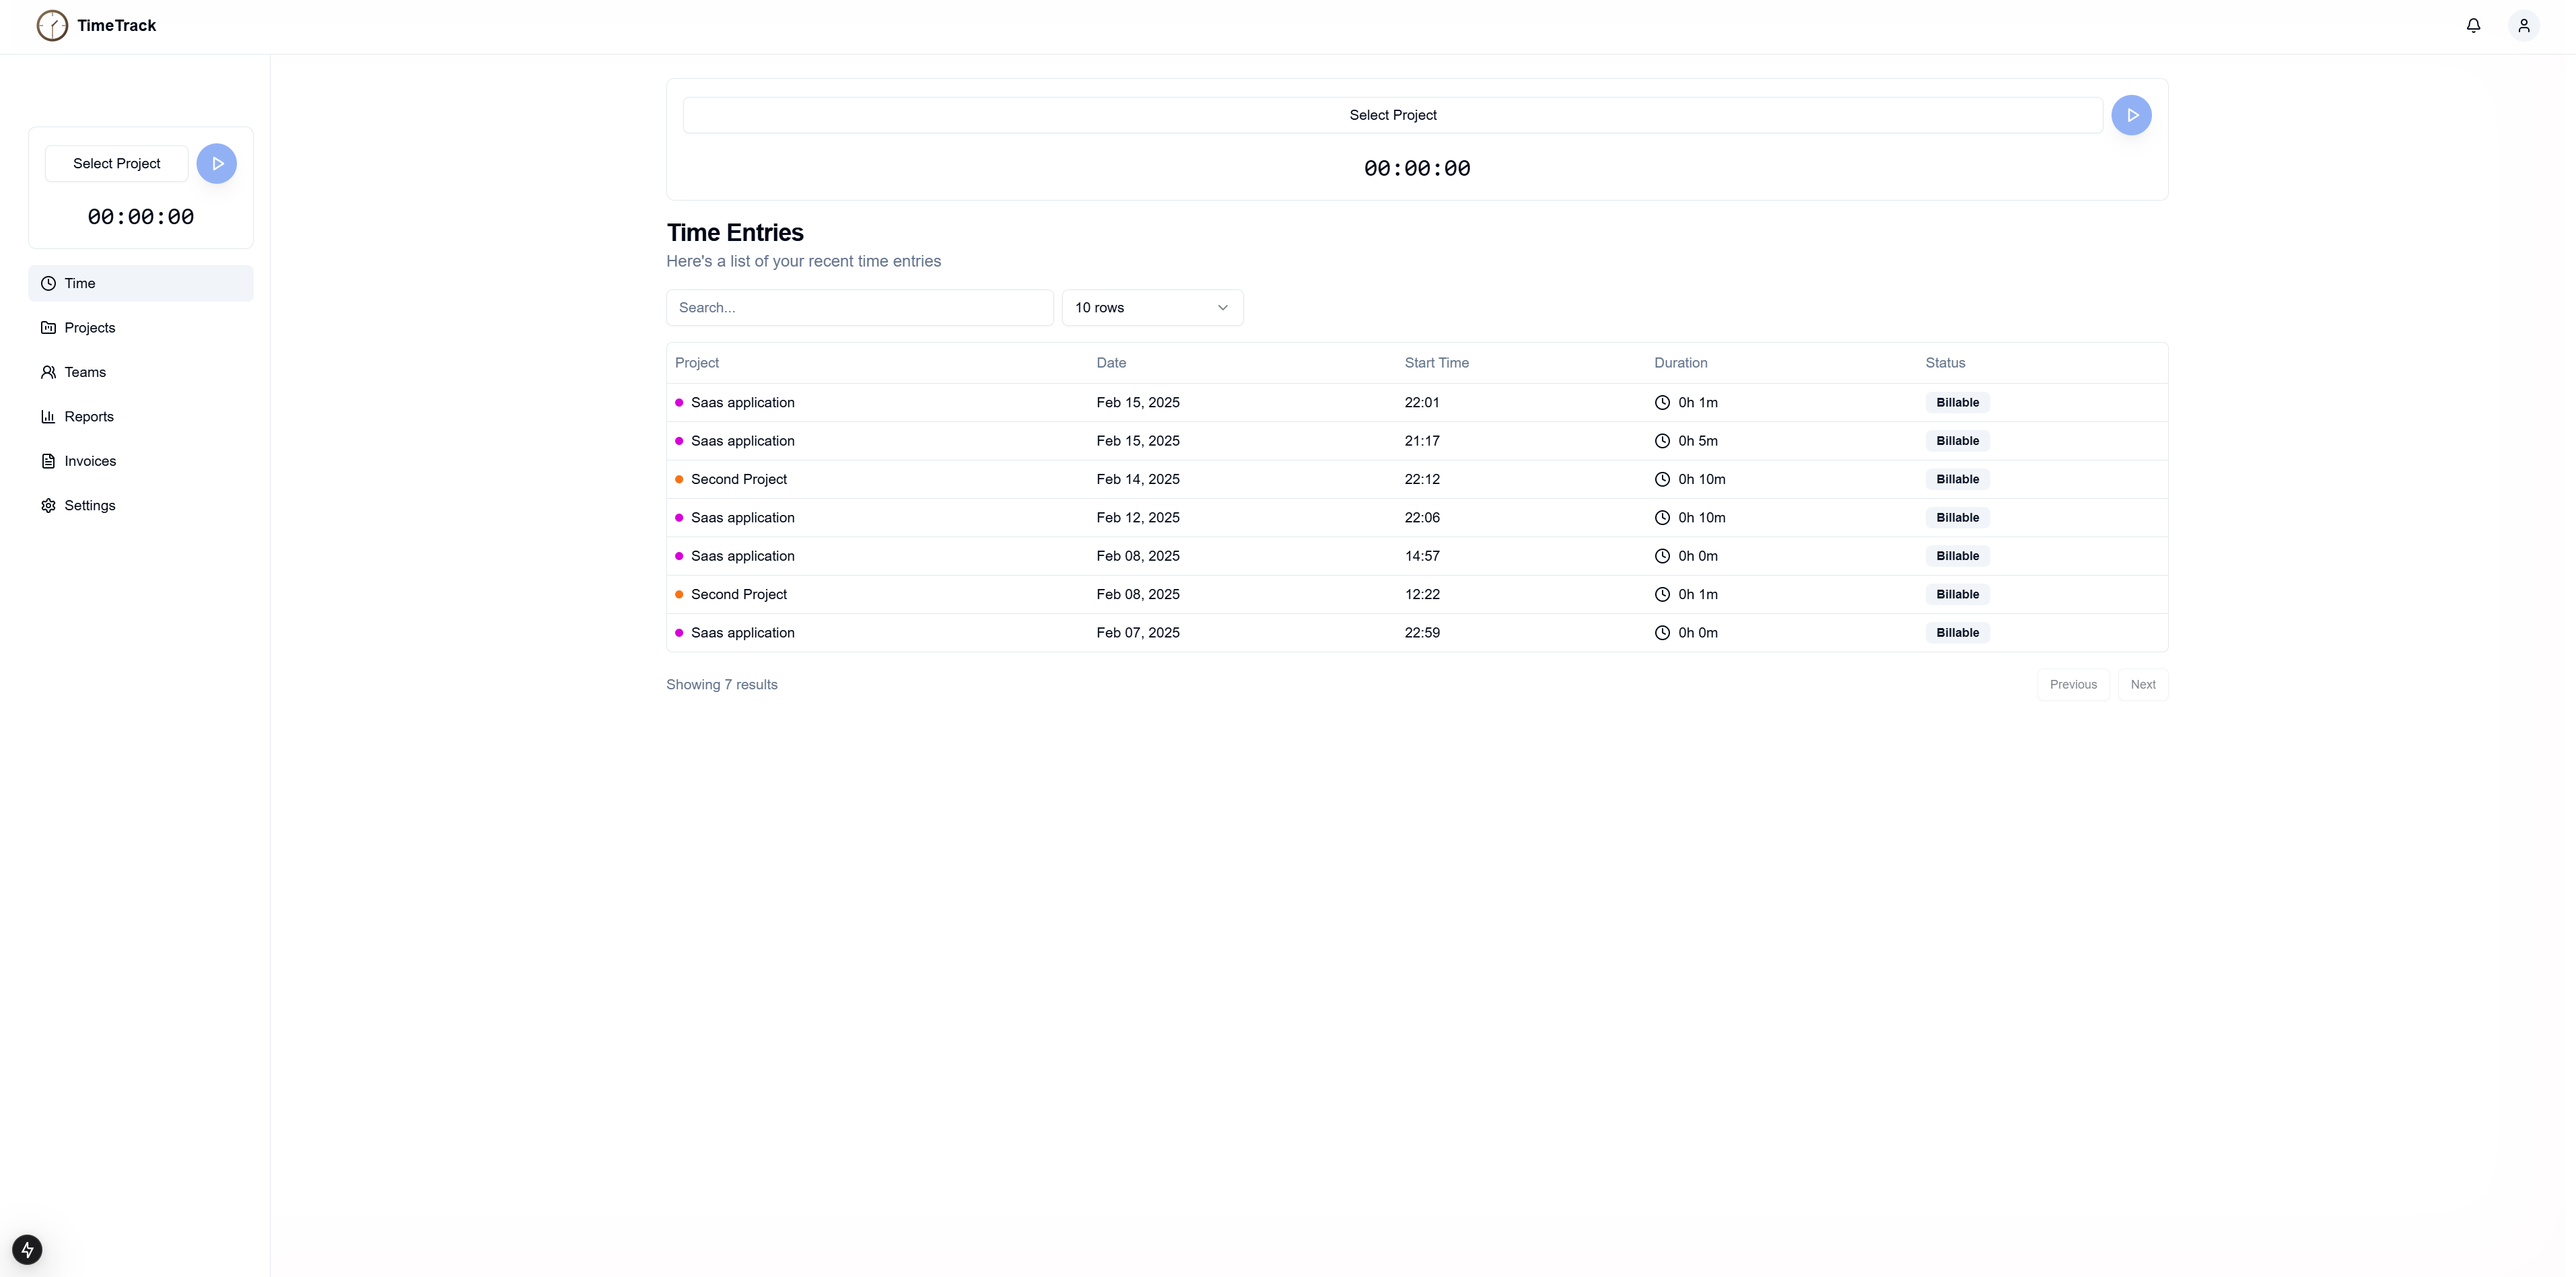 TimeTrack
Select Project
00:00:00
Time
Projects
Teams
Reports
Invoices
Settings
Select Project
00:00:00
Time Entries
Here's a list of your recent time entries
Search... 10 rows
Project Date Start Time Duration Status
Saas application Feb 15, 2025 22:01 0h 1m Billable
Saas application Feb 15, 2025 21:17 0h 5m Billable
Second Project Feb 14, 2025 22:12 0h 10m Billable
Saas application Feb 12, 2025 22:06 0h 10m Billable
Saas application Feb 08, 2025 14:57 0h 0m Billable
Second Project Feb 08, 2025 12:22 0h 1m Billable
Saas application Feb 07, 2025 22:59 0h 0m Billable
Showing 7 results Previous Next